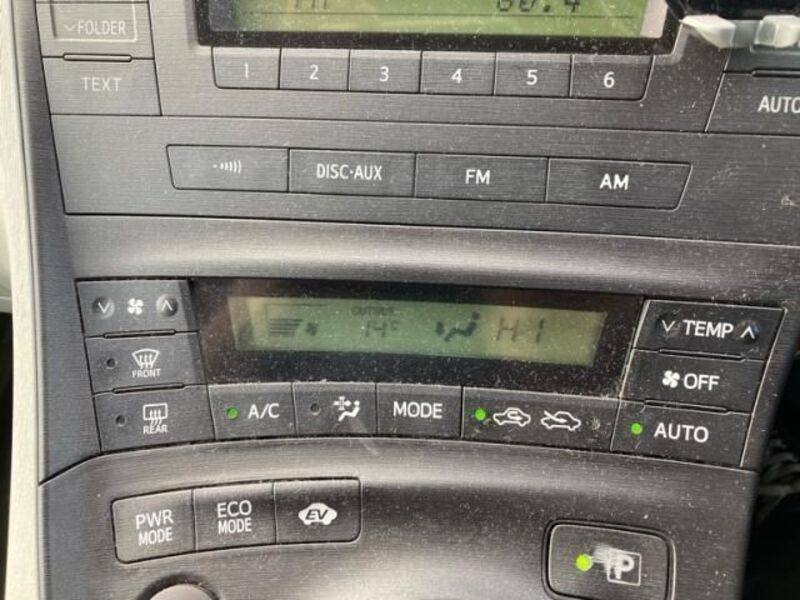 FOLDER
TEXT
1 2 3 4 5 6
AUTO
DISC·AUX FM AM
OUTSIDE
14°C HI
TEMP
FRONT
OFF
REAR
A/C MODE AUTO
PWR MODE
ECO MODE
EV
P